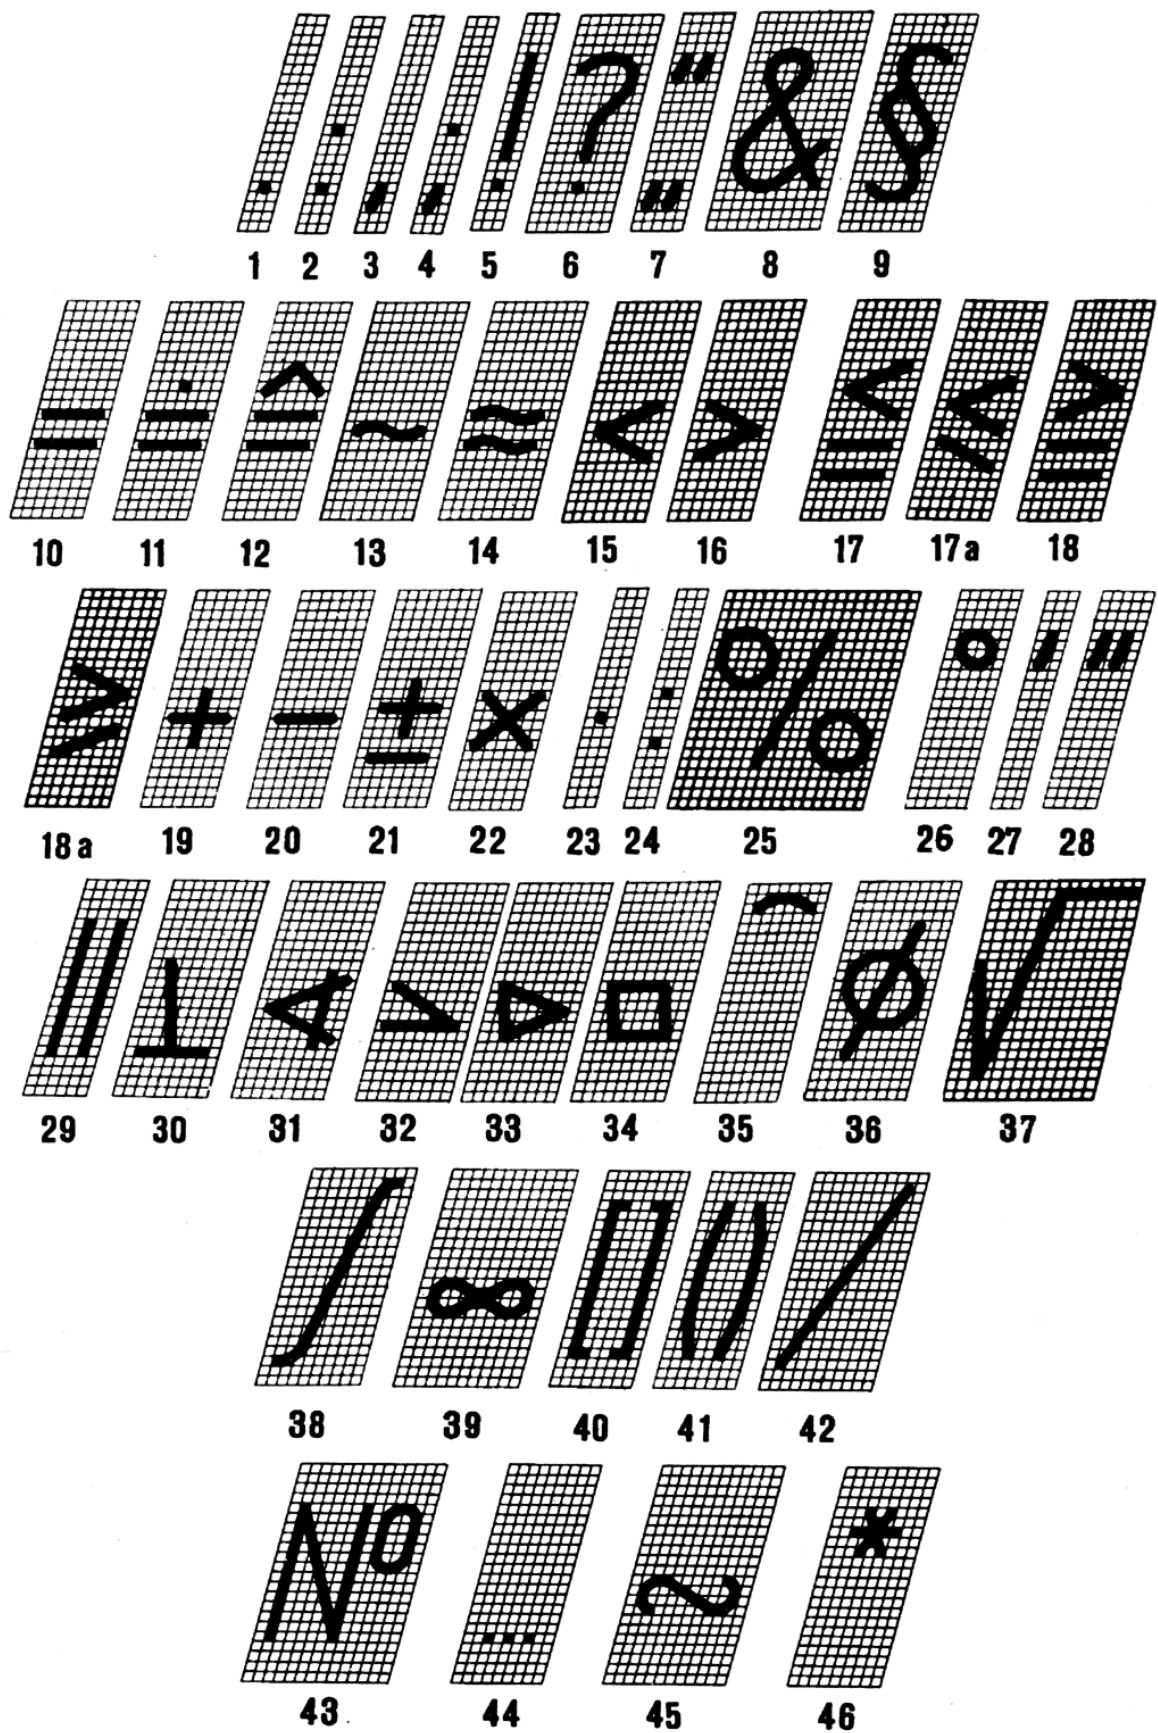 . : , ; ! ? „“ & §
1 2 3 4 5 6 7 8 9
= ≐ ≙ ~ ≈ < > ≦ ⩽ ≧
10 11 12 13 14 15 16 17 17a 18
⩾ + − ± × · : % ° ′ ″
18a 19 20 21 22 23 24 25 26 27 28
∥ ⊥ ∢ ∠ ▷ □ ⌒ ⌀ √
29 30 31 32 33 34 35 36 37
∫ ∞ [] () /
38 39 40 41 42
№ ... ∼ *
43 44 45 46